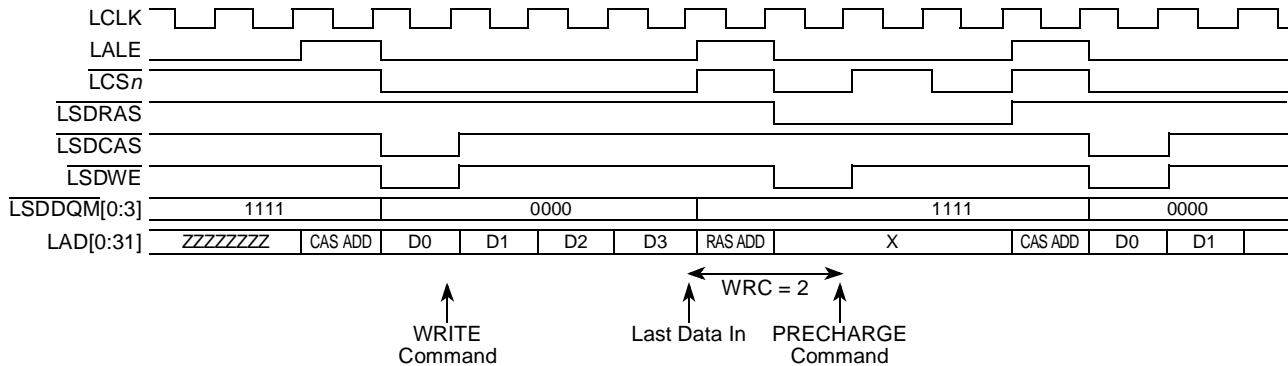 LCLK
LALE
LCSn
LSDRAS
LSDCAS
LSDWE
LSDDQM[0:3] 1111 0000 1111 0000
LAD[0:31] ZZZZZZZZ CAS ADD D0 D1 D2 D3 RAS ADD X CAS ADD D0 D1
WRC = 2
WRITE Last Data In PRECHARGE
Command Command